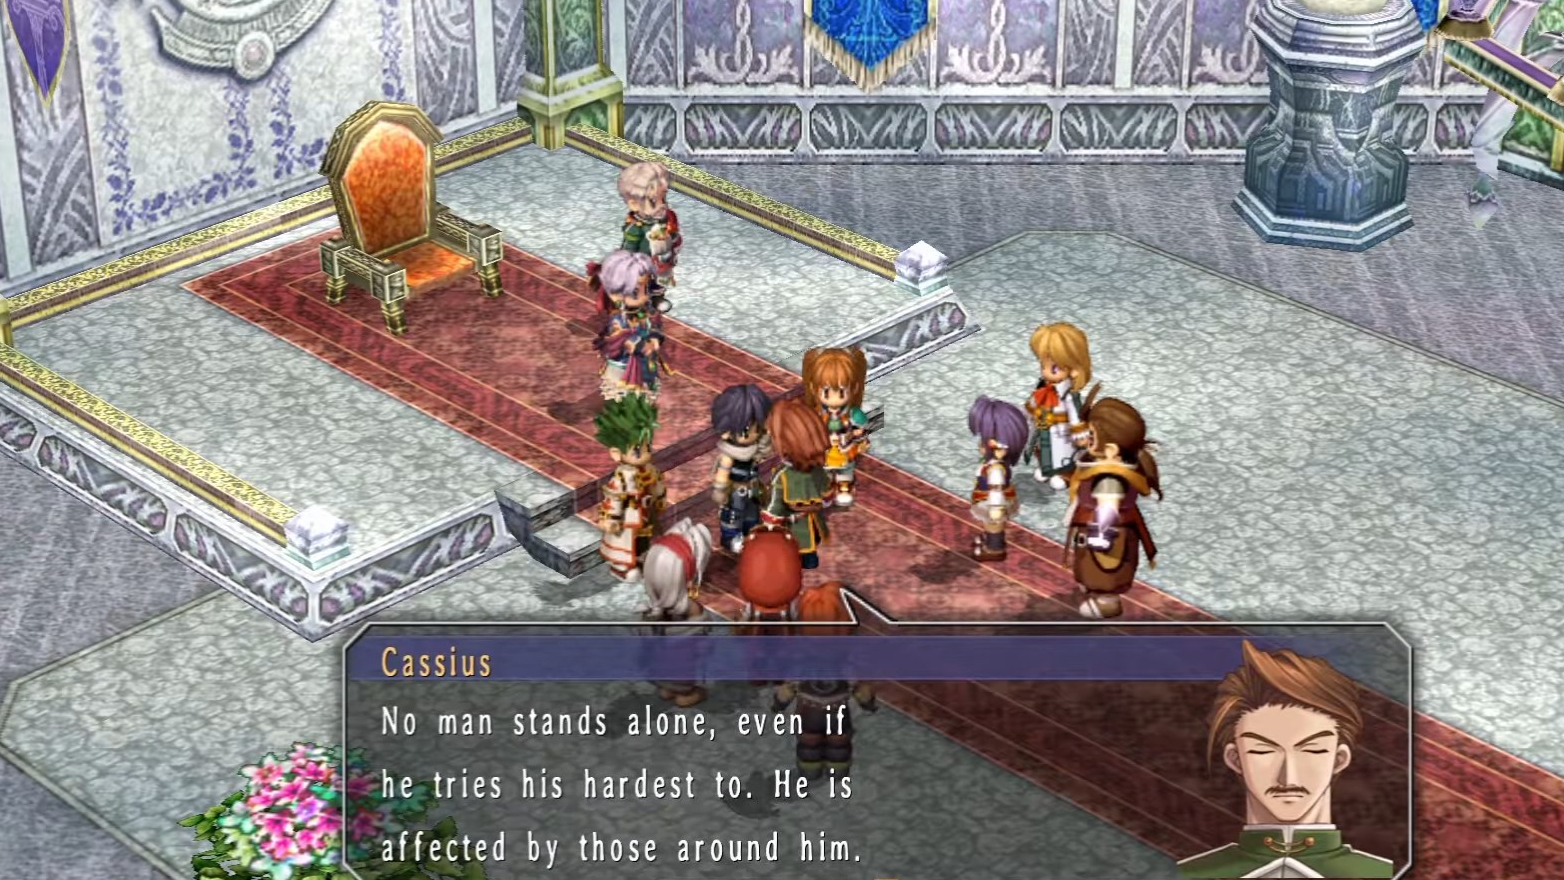 Cassius
No man stands alone, even if
he tries his hardest to. He is
affected by those around him.